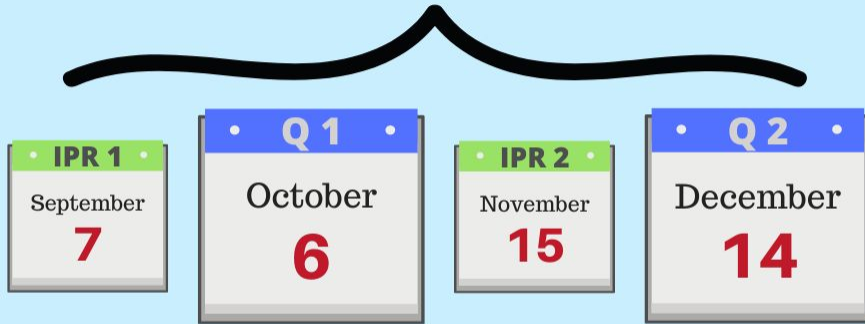 IPR 1
September
7
Q 1
October
6
IPR 2
November
15
Q 2
December
14